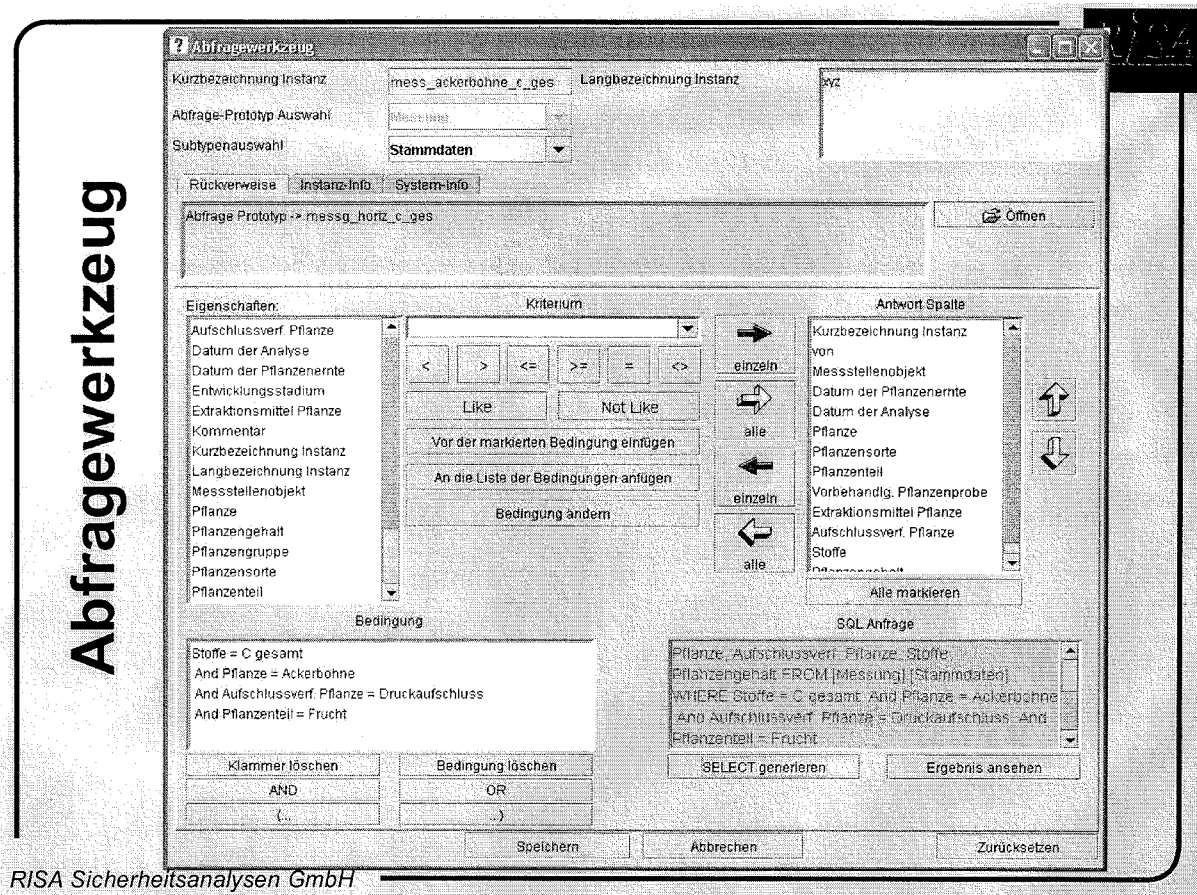 Abfragewerkzeug
RISA
? Abfragewerkzeug
Kurzbezeichnung Instanz
mess_ackerbohne_c_ges
Langbezeichnung Instanz
xyz
Abfrage-Prototyp Auswahl
Messung
Subtypenauswahl
Stammdaten
Rückverweise
Instanz-Info
System-Info
Abfrage Prototyp -> messg_horiz_c_ges
Öffnen
Eigenschaften:
Aufschlussverf. Pflanze
Datum der Analyse
Datum der Pflanzenernte
Entwicklungsstadium
Extraktionsmittel Pflanze
Kommentar
Kurzbezeichnung Instanz
Langbezeichnung Instanz
Messstellenobjekt
Pflanze
Pflanzengehalt
Pflanzengruppe
Pflanzensorte
Pflanzenteil
Kriterium
< > <= >= = <>
Like
Not Like
Vor der markierten Bedingung einfügen
An die Liste der Bedingungen anfügen
Bedingung ändern
einzeln
alle
einzeln
alle
Antwort Spalte
Kurzbezeichnung Instanz
von
Messstellenobjekt
Datum der Pflanzenernte
Datum der Analyse
Pflanze
Pflanzensorte
Pflanzenteil
Vorbehandlg. Pflanzenprobe
Extraktionsmittel Pflanze
Aufschlussverf. Pflanze
Stoffe
Pflanzengehalt
Alle markieren
Bedingung
Stoffe = C gesamt
And Pflanze = Ackerbohne
And Aufschlussverf. Pflanze = Druckaufschluss
And Pflanzenteil = Frucht
Klammer löschen
Bedingung löschen
AND
OR
(..
..)
SQL Anfrage
Pflanze, Aufschlussverf. Pflanze, Stoffe,
Pflanzengehalt FROM [Messung].[Stammdaten]
WHERE Stoffe = C gesamt And Pflanze = Ackerbohne
And Aufschlussverf. Pflanze = Druckaufschluss And
Pflanzenteil = Frucht
SELECT generieren
Ergebnis ansehen
Speichern
Abbrechen
Zurücksetzen
RISA Sicherheitsanalysen GmbH